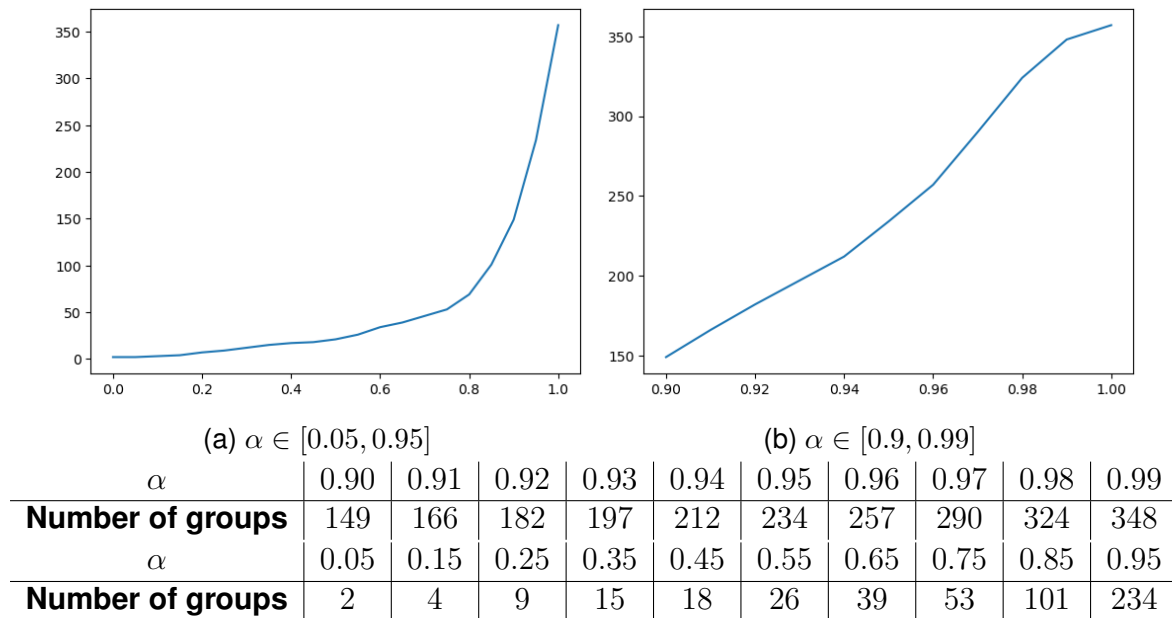 350
300
250
200
150
100
50
0
0.0 0.2 0.4 0.6 0.8 1.0
350
300
250
200
150
0.90 0.92 0.94 0.96 0.98 1.00
(a) α ∈ [0.05, 0.95]
(b) α ∈ [0.9, 0.99]
α 0.90 0.91 0.92 0.93 0.94 0.95 0.96 0.97 0.98 0.99
Number of groups 149 166 182 197 212 234 257 290 324 348
α 0.05 0.15 0.25 0.35 0.45 0.55 0.65 0.75 0.85 0.95
Number of groups 2 4 9 15 18 26 39 53 101 234